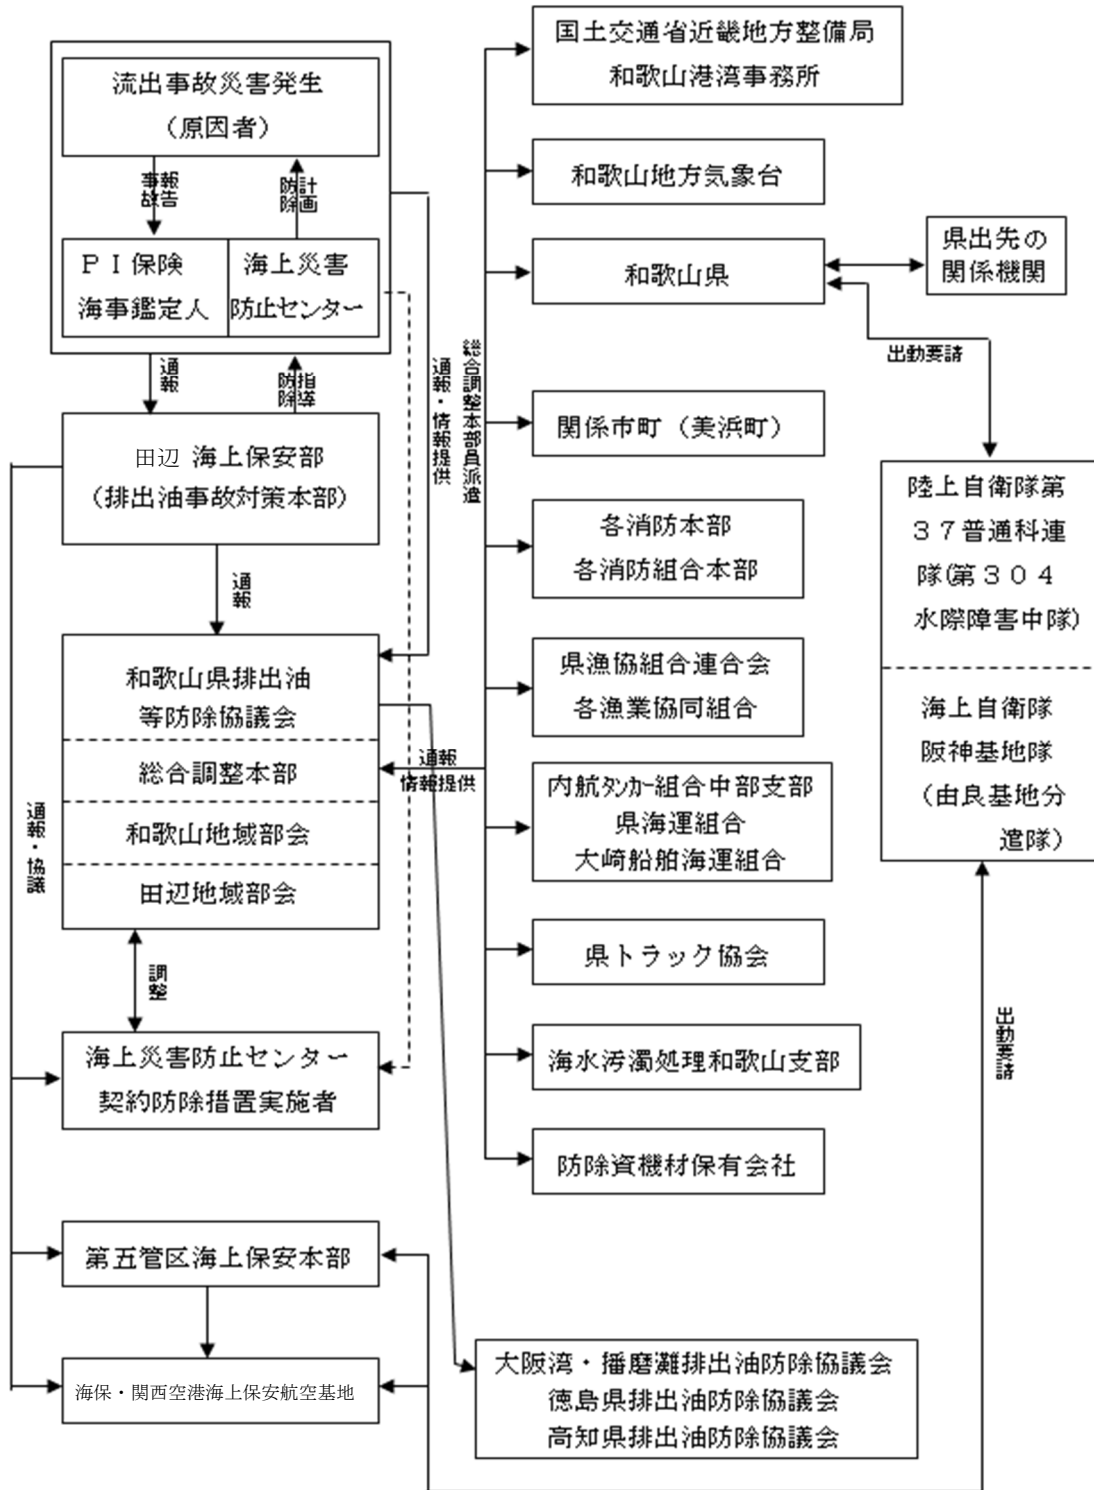 流出事故災害発生
（原因者）
事故報告
防除計画
ＰＩ保険
海事鑑定人
海上災害
防止センター
通報
防除指導
田辺 海上保安部
（排出油事故対策本部）
通報
和歌山県排出油
等防除協議会
総合調整本部
和歌山地域部会
田辺地域部会
通報・協議
調整
海上災害防止センター
契約防除措置実施者
第五管区海上保安本部
海保・関西空港海上保安航空基地
通報・情報提供
総合調整本部員派遣
通報
情報提供
国土交通省近畿地方整備局
和歌山港湾事務所
和歌山地方気象台
和歌山県
関係市町（美浜町）
各消防本部
各消防組合本部
県漁協組合連合会
各漁業協同組合
内航ﾀﾝｶｰ組合中部支部
県海運組合
大崎船舶海運組合
県トラック協会
海水汚濁処理和歌山支部
防除資機材保有会社
大阪湾・播磨灘排出油防除協議会
徳島県排出油防除協議会
高知県排出油防除協議会
県出先の
関係機関
出動要請
陸上自衛隊第
３７普通科連
隊(第３０４
水際障害中隊)
海上自衛隊
阪神基地隊
（由良基地分
遣隊）
出動要請